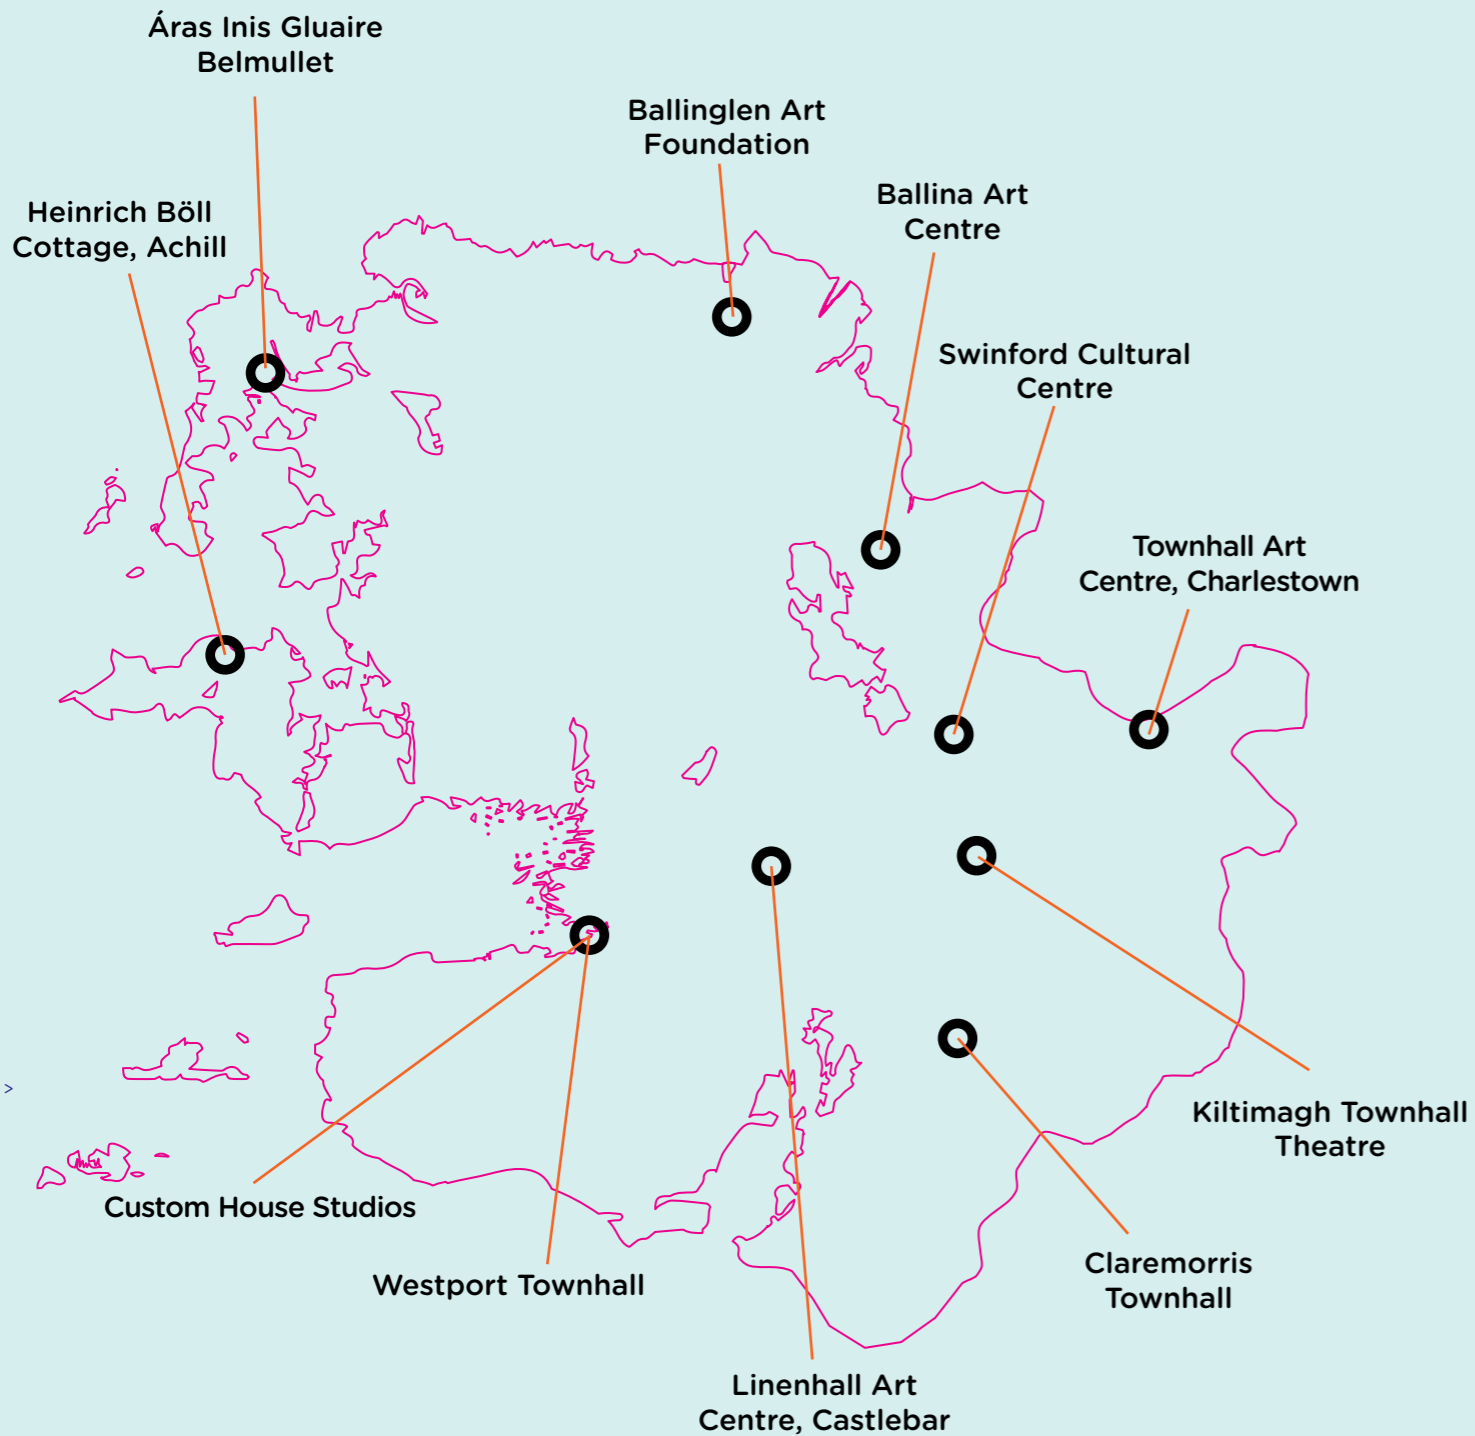 Áras Inis Gluaire
Belmullet
Ballinglen Art
Foundation
Ballina Art
Centre
Heinrich Böll
Cottage, Achill
Swinford Cultural
Centre
Townhall Art
Centre, Charlestown
>
Kiltimagh Townhall
Theatre
Custom House Studios
Westport Townhall
Claremorris
Townhall
Linenhall Art
Centre, Castlebar